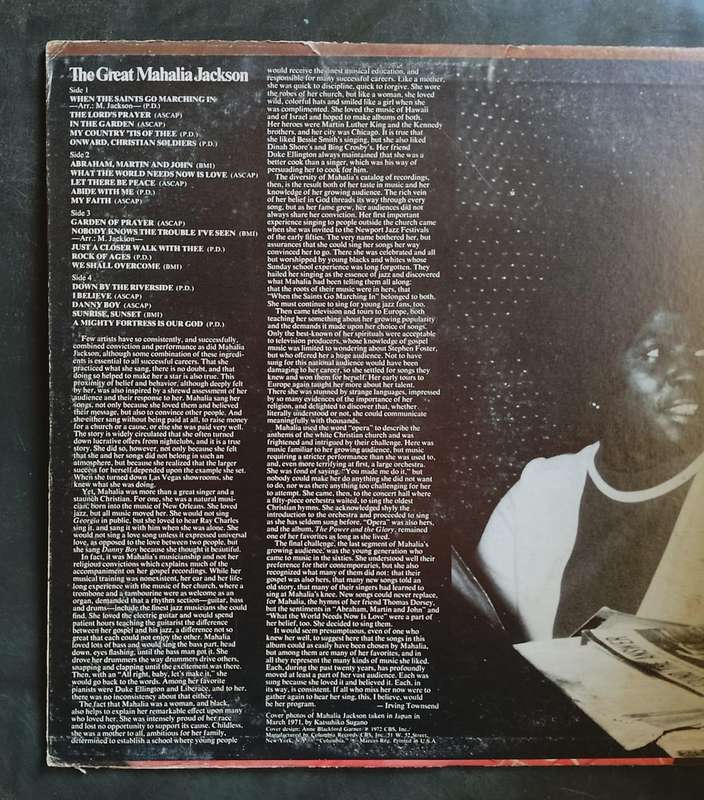 The Great Mahalia Jackson
Side 1
WHEN THE SAINTS GO MARCHING IN
—Arr.: M. Jackson— (P.D.)
THE LORD'S PRAYER (ASCAP)
IN THE GARDEN (ASCAP)
MY COUNTRY 'TIS OF THEE (P.D.)
ONWARD, CHRISTIAN SOLDIERS (P.D.)
Side 2
ABRAHAM, MARTIN AND JOHN (BMI)
WHAT THE WORLD NEEDS NOW IS LOVE (ASCAP)
LET THERE BE PEACE (ASCAP)
ABIDE WITH ME (P.D.)
MY FAITH (ASCAP)
Side 3
GARDEN OF PRAYER (ASCAP)
NOBODY KNOWS THE TROUBLE I'VE SEEN (BMI)
—Arr.: M. Jackson—
JUST A CLOSER WALK WITH THEE (P.D.)
ROCK OF AGES (P.D.)
WE SHALL OVERCOME (BMI)
Side 4
DOWN BY THE RIVERSIDE (P.D.)
I BELIEVE (ASCAP)
DANNY BOY (ASCAP)
SUNRISE, SUNSET (BMI)
A MIGHTY FORTRESS IS OUR GOD (P.D.)
Few artists have so consistently, and successfully,
combined conviction and performance as did Mahalia
Jackson, although some combination of these ingredi-
ents is essential to all successful careers. That she
practiced what she sang, there is no doubt, and that
doing so helped to make her a star is also true. This
proximity of belief and behavior, although deeply felt
by her, was also inspired by a shrewd assessment of her
audience and their response to her. Mahalia sang her
songs, not only because she loved them and believed
their message, but also to convince other people. And
she either sang without being paid at all, to raise money
for a church or a cause, or else she was paid very well.
The story is widely circulated that she often turned
down lucrative offers from nightclubs, and it is a true
story. She did so, however, not only because she felt
that she and her songs did not belong in such an
atmosphere, but because she realized that the larger
success for herself depended upon the example she set.
When she turned down Las Vegas showrooms, she
knew what she was doing.
Yet, Mahalia was more than a great singer and a
staunch Christian. For one, she was a natural musi-
cian, born into the music of New Orleans. She loved
jazz, but all music moved her. She would not sing
Georgia in public, but she loved to hear Ray Charles
sing it, and sang it with him when she was alone. She
would not sing a love song unless it expressed universal
love, as opposed to the love between two people, but
she sang Danny Boy because she thought it beautiful.
In fact, it was Mahalia's musicianship and not her
religious convictions which explains much of the
accompaniment on her gospel recordings. While her
musical training was nonexistent, her ear and her life-
long experience with the music of her church, where a
trombone and a tambourine were as welcome as an
organ, demanded that a rhythm section—guitar, bass
and drums—include the finest jazz musicians she could
find. She loved the electric guitar and would spend
patient hours teaching the guitarist the difference
between her gospel and his jazz, a difference not so
great that each could not enjoy the other. Mahalia
loved lots of bass and would sing the bass part, head
down, eyes flashing, until the bass man got it. She
drove her drummers the way drummers drive others,
snapping and clapping until the excitement was there.
Then, with an "All right, baby, let's make it," she
would go back to the words. Among her favorite
pianists were Duke Ellington and Liberace, and to her,
there was no inconsistency about that either.
The fact that Mahalia was a woman, and black,
also helps to explain her remarkable effect upon many
who loved her. She was intensely proud of her race
and lost no opportunity to support its cause. Childless,
she was a mother to all, ambitious for her family,
determined to establish a school where young people
would receive the finest musical education, and
responsible for many successful careers. Like a mother,
she was quick to discipline, quick to forgive. She wore
the robes of her church, but like a woman, she loved
wild, colorful hats and smiled like a girl when she
was complimented. She loved the music of Hawaii
and of Israel and hoped to make albums of both.
Her heroes were Martin Luther King and the Kennedy
brothers, and her city was Chicago. It is true that
she liked Bessie Smith's singing, but she also liked
Dinah Shore's and Bing Crosby's. Her friend
Duke Ellington always maintained that she was a
better cook than a singer, which was his way of
persuading her to cook for him.
The diversity of Mahalia's catalog of recordings,
then, is the result both of her taste in music and her
knowledge of her growing audience. The rich vein
of her belief in God threads its way through every
song, but as her fame grew, her audiences did not
always share her conviction. Her first important
experience singing to people outside the church came
when she was invited to the Newport Jazz Festivals
of the early fifties. The very name bothered her, but
assurances that she could sing her songs her way
convinced her to go. There she was celebrated and all
but worshipped by young blacks and whites whose
Sunday school experience was long forgotten. They
hailed her singing as the essence of jazz and discovered
what Mahalia had been telling them all along:
that the roots of their music were in hers, that
"When the Saints Go Marching In" belonged to both.
She must continue to sing for young jazz fans, too.
Then came television and tours to Europe, both
teaching her something about her growing popularity
and the demands it made upon her choice of songs.
Only the best-known of her spirituals were acceptable
to television producers, whose knowledge of gospel
music was limited to wondering about Stephen Foster,
but who offered her a huge audience. Not to have
sung for this national audience would have been
damaging to her career, so she settled for songs they
knew and won them for herself. Her early tours to
Europe again taught her more about her talent.
There she was stunned by strange languages, impressed
by so many evidences of the importance of her
religion, and delighted to discover that, whether
literally understood or not, she could communicate
meaningfully with thousands.
Mahalia used the word "opera" to describe the
anthems of the white Christian church and was
frightened and intrigued by their challenge. Here was
music familiar to her growing audience, but music
requiring a stricter performance than she was used to,
and, even more terrifying at first, a large orchestra.
She was fond of saying, "You made me do it," but
nobody could make her do anything she did not want
to do, nor was there anything too challenging for her
to attempt. She came, then, to the concert hall where
a fifty-piece orchestra waited, to sing the oldest
Christian hymns. She acknowledged shyly the
introduction to the orchestra and proceeded to sing
as she has seldom sung before. "Opera" was also hers,
and the album, The Power and the Glory, remained
one of her favorites as long as she lived.
The final challenge, the last segment of Mahalia's
growing audience, was the young generation who
came to music in the sixties. She understood well their
preference for their contemporaries, but she also
recognized what many of them did not: that their
gospel was also hers, that many new songs told an
old story, that many of their singers had learned to
sing at Mahalia's knee. New songs could never replace,
for Mahalia, the hymns of her friend Thomas Dorsey,
but the sentiments in "Abraham, Martin and John" and
"What the World Needs Now Is Love" were a part of
her belief, too. She decided to sing them.
It would seem presumptuous, even of one who
knew her well, to suggest here that the songs in this
album could as easily have been chosen by Mahalia,
but among them are many of her favorites, and in
all they represent the many kinds of music she liked.
Each, during the past twenty years, has profoundly
moved at least a part of her vast audience. Each was
sung because she loved it and believed it. Each, in
its way, is consistent. If all who miss her now were to
gather again to hear her sing, this, I believe, would
be her program.
— Irving Townsend
Cover photos of Mahalia Jackson taken in Japan in
March 1971, by Katsuhiko Sugano
Cover design: Anne Blackford Garner/ ℗ 1972 CBS, Inc./
Manufactured by Columbia Records/CBS, Inc./51 W. 52 Street,
New York, N.Y./® "Columbia," Marcas Reg. Printed in U.S.A.